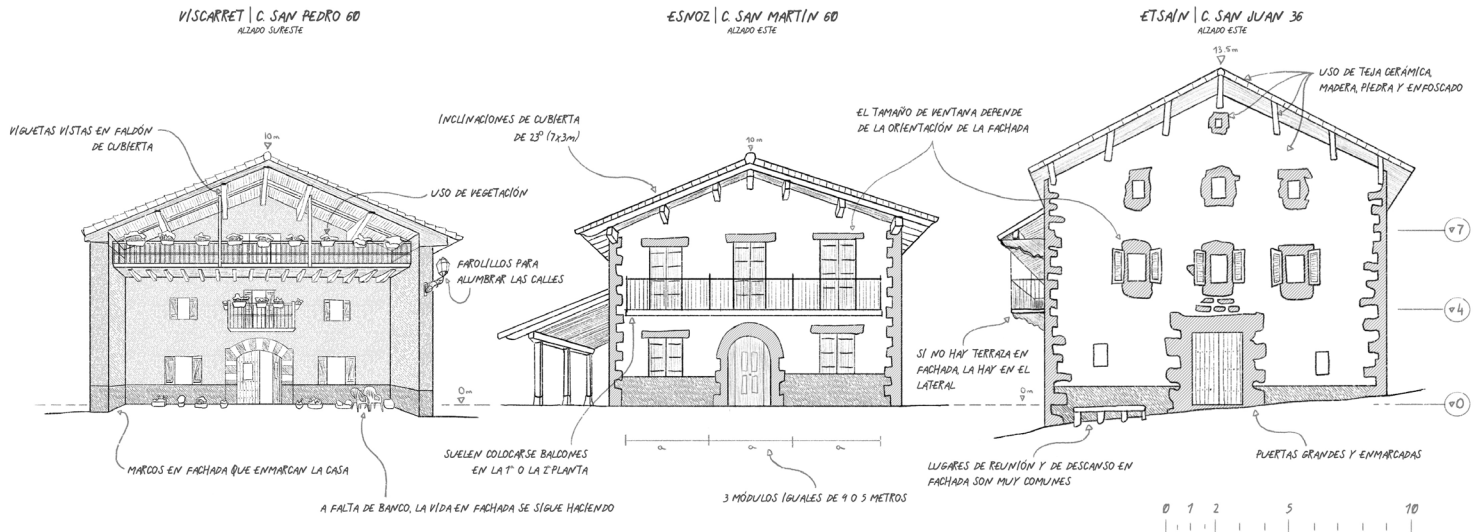 VISCARRET | C. SAN PEDRO 60
ALZADO SURESTE
ESNOZ | C. SAN MARTÍN 60
ALZADO ESTE
ETSAÍN | C. SAN JUAN 36
ALZADO ESTE
VIGUETAS VISTAS EN FALDÓN
DE CUBIERTA
10m
USO DE VEGETACIÓN
FAROLILLOS PARA
ALUMBRAR LAS CALLES
0m
MARCOS EN FACHADA QUE ENMARCAN LA CASA
A FALTA DE BANCO, LA VIDA EN FACHADA SE SIGUE HACIENDO
INCLINACIONES DE CUBIERTA
DE 23º (7x3m)
10m
EL TAMAÑO DE VENTANA DEPENDE
DE LA ORIENTACIÓN DE LA FACHADA
SUELEN COLOCARSE BALCONES
EN LA 1ª O LA 2 PLANTA
a
a
a
3 MÓDULOS IGUALES DE 4 O 5 METROS
13.5m
USO DE TEJA CERÁMICA,
MADERA, PIEDRA Y ENFOSCADO
SI NO HAY TERRAZA EN
FACHADA, LA HAY EN EL
LATERAL
0m
7
4
0
LUGARES DE REUNIÓN Y DE DESCANSO EN
FACHADA SON MUY COMUNES
PUERTAS GRANDES Y ENMARCADAS
0 1 2 5 10